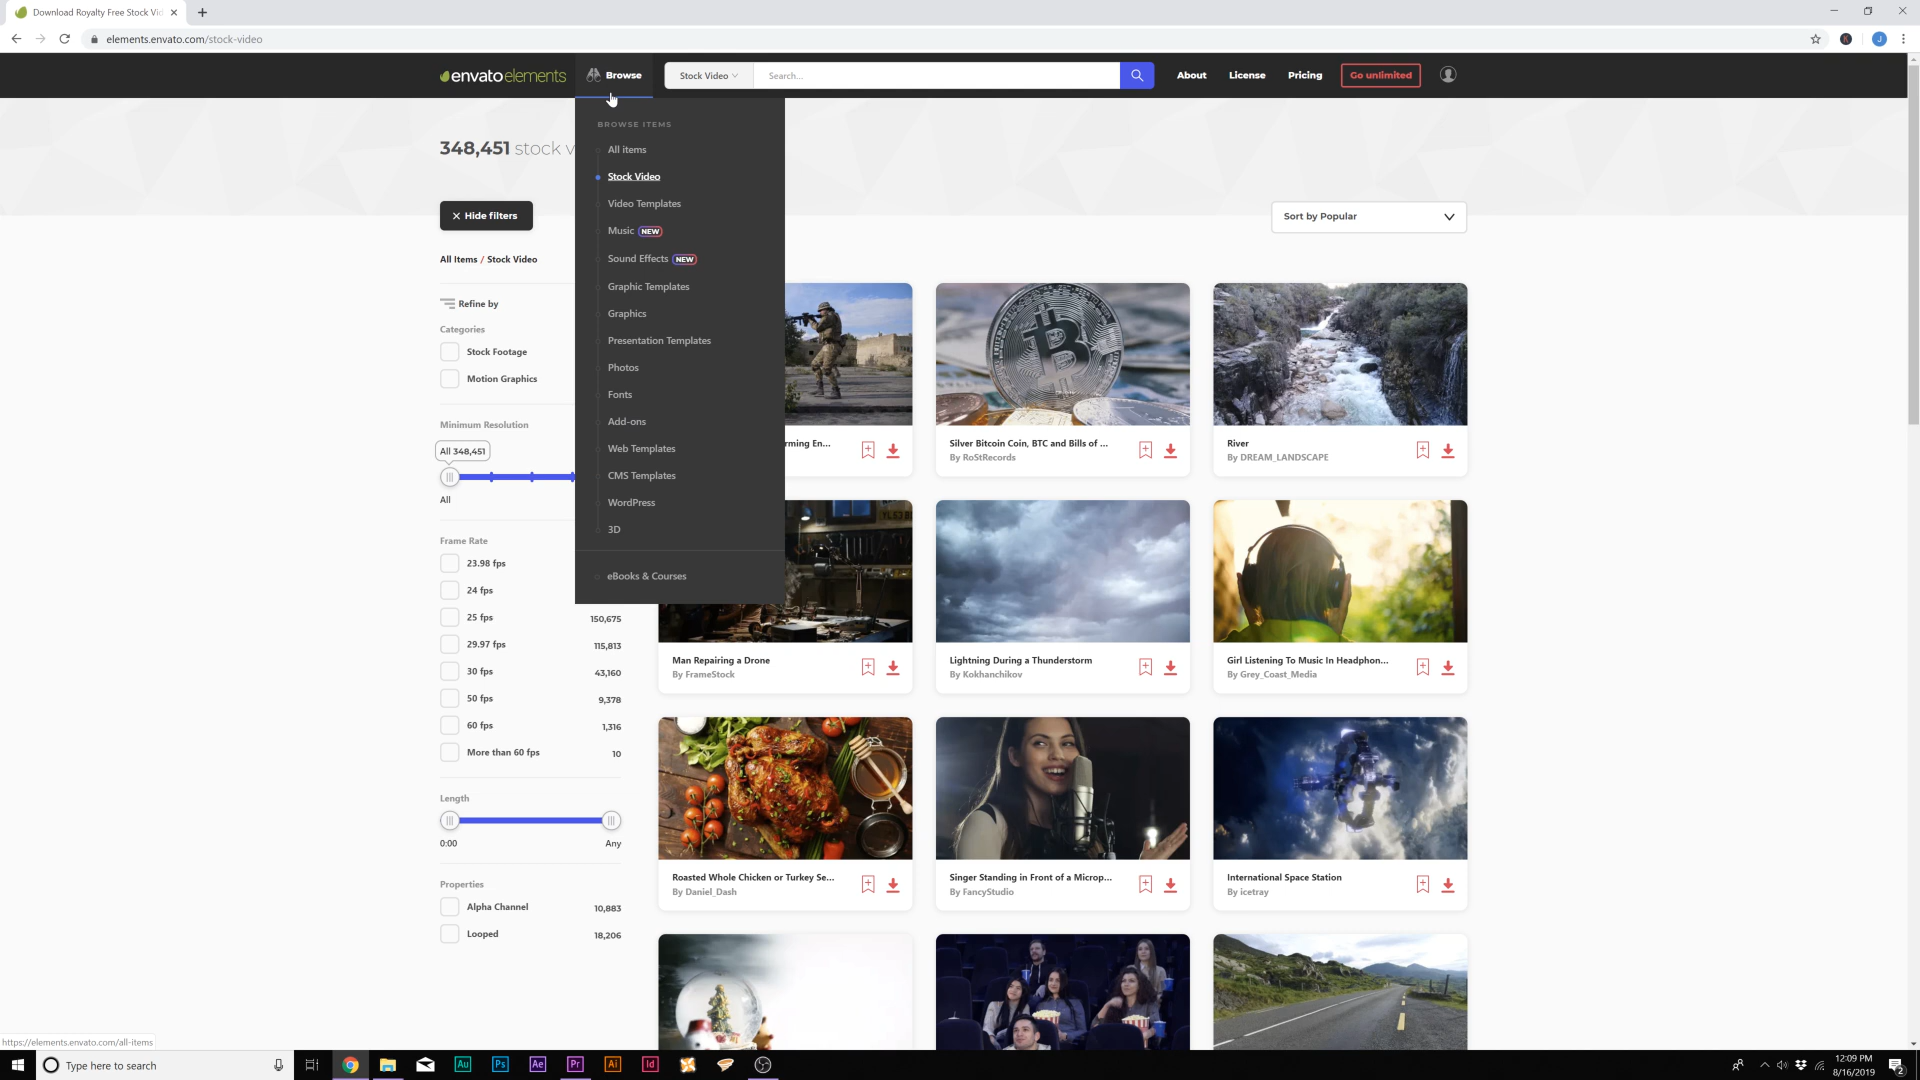 Download Royalty Free Stock Vid
elements.envato.com/stock-video
envatoelements
Browse
Stock Video
Search...
About
License
Pricing
Go unlimited
J
BROWSE ITEMS
All items
Stock Video
Video Templates
Music NEW
Sound Effects NEW
Graphic Templates
Graphics
Presentation Templates
Photos
Fonts
Add-ons
Web Templates
CMS Templates
WordPress
3D
eBooks & Courses
348,451 stock v
Hide filters
Sort by Popular
All Items / Stock Video
Refine by
Categories
Stock Footage
Motion Graphics
Minimum Resolution
All 348,451
All
Frame Rate
23.98 fps
24 fps
25 fps 150,675
29.97 fps 115,813
30 fps 43,160
50 fps 9,378
60 fps 1,316
More than 60 fps 10
Length
0:00 Any
Properties
Alpha Channel 10,883
Looped 18,206
rming En...
Silver Bitcoin Coin, BTC and Bills of ...
By RoStRecords
River
By DREAM_LANDSCAPE
Man Repairing a Drone
By FrameStock
Lightning During a Thunderstorm
By Kokhanchikov
Girl Listening To Music In Headphon...
By Grey_Coast_Media
Roasted Whole Chicken or Turkey Se...
By Daniel_Dash
Singer Standing in Front of a Microp...
By FancyStudio
International Space Station
By icetray
https://elements.envato.com/all-items
Type here to search
Au
Ps
Ae
Pr
Ai
Id
12:09 PM
8/16/2019
2